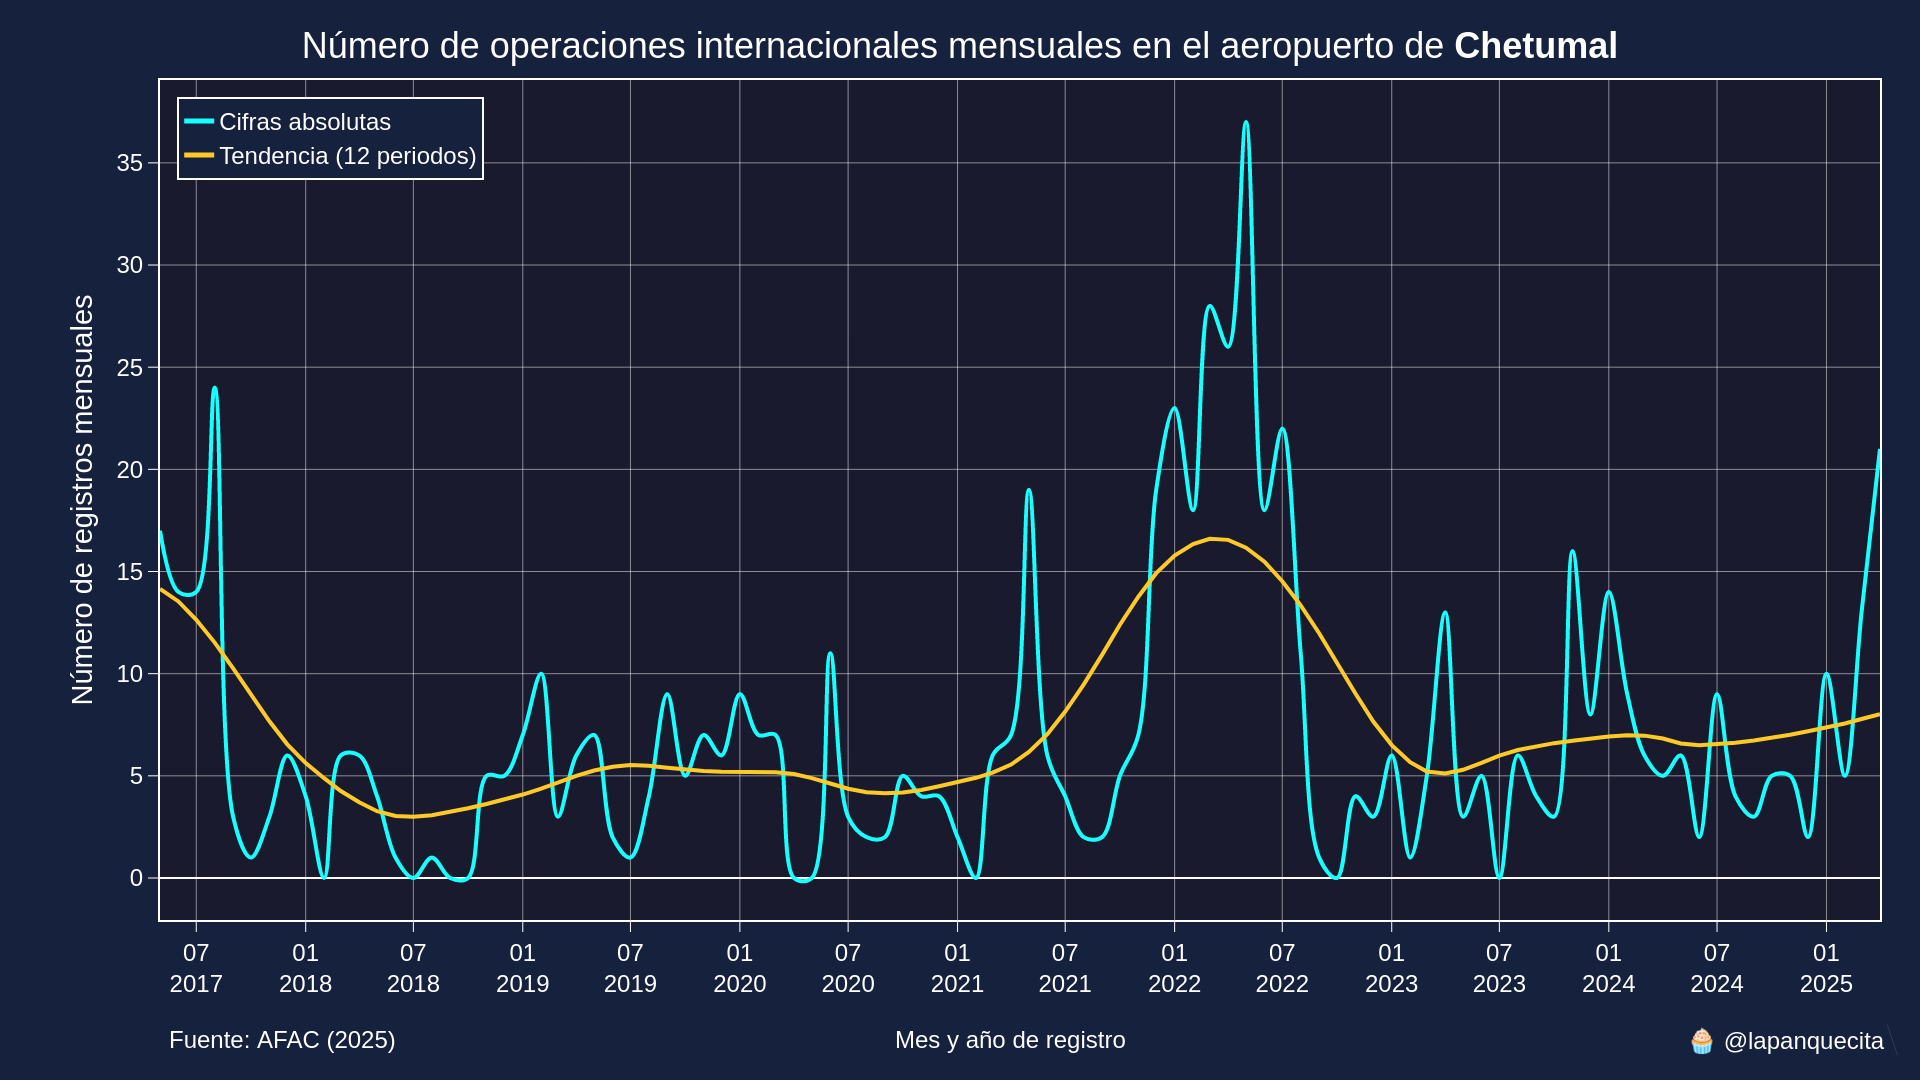 Número de operaciones internacionales mensuales en el aeropuerto de Chetumal
Cifras absolutas
Tendencia (12 periodos)
Número de registros mensuales
35
30
25
20
15
10
5
0
07 01 07 01 07 01 07 01 07 01 07 01 07 01 07 01
2017 2018 2018 2019 2019 2020 2020 2021 2021 2022 2022 2023 2023 2024 2024 2025
Fuente: AFAC (2025)
Mes y año de registro
🧁 @lapanquecita